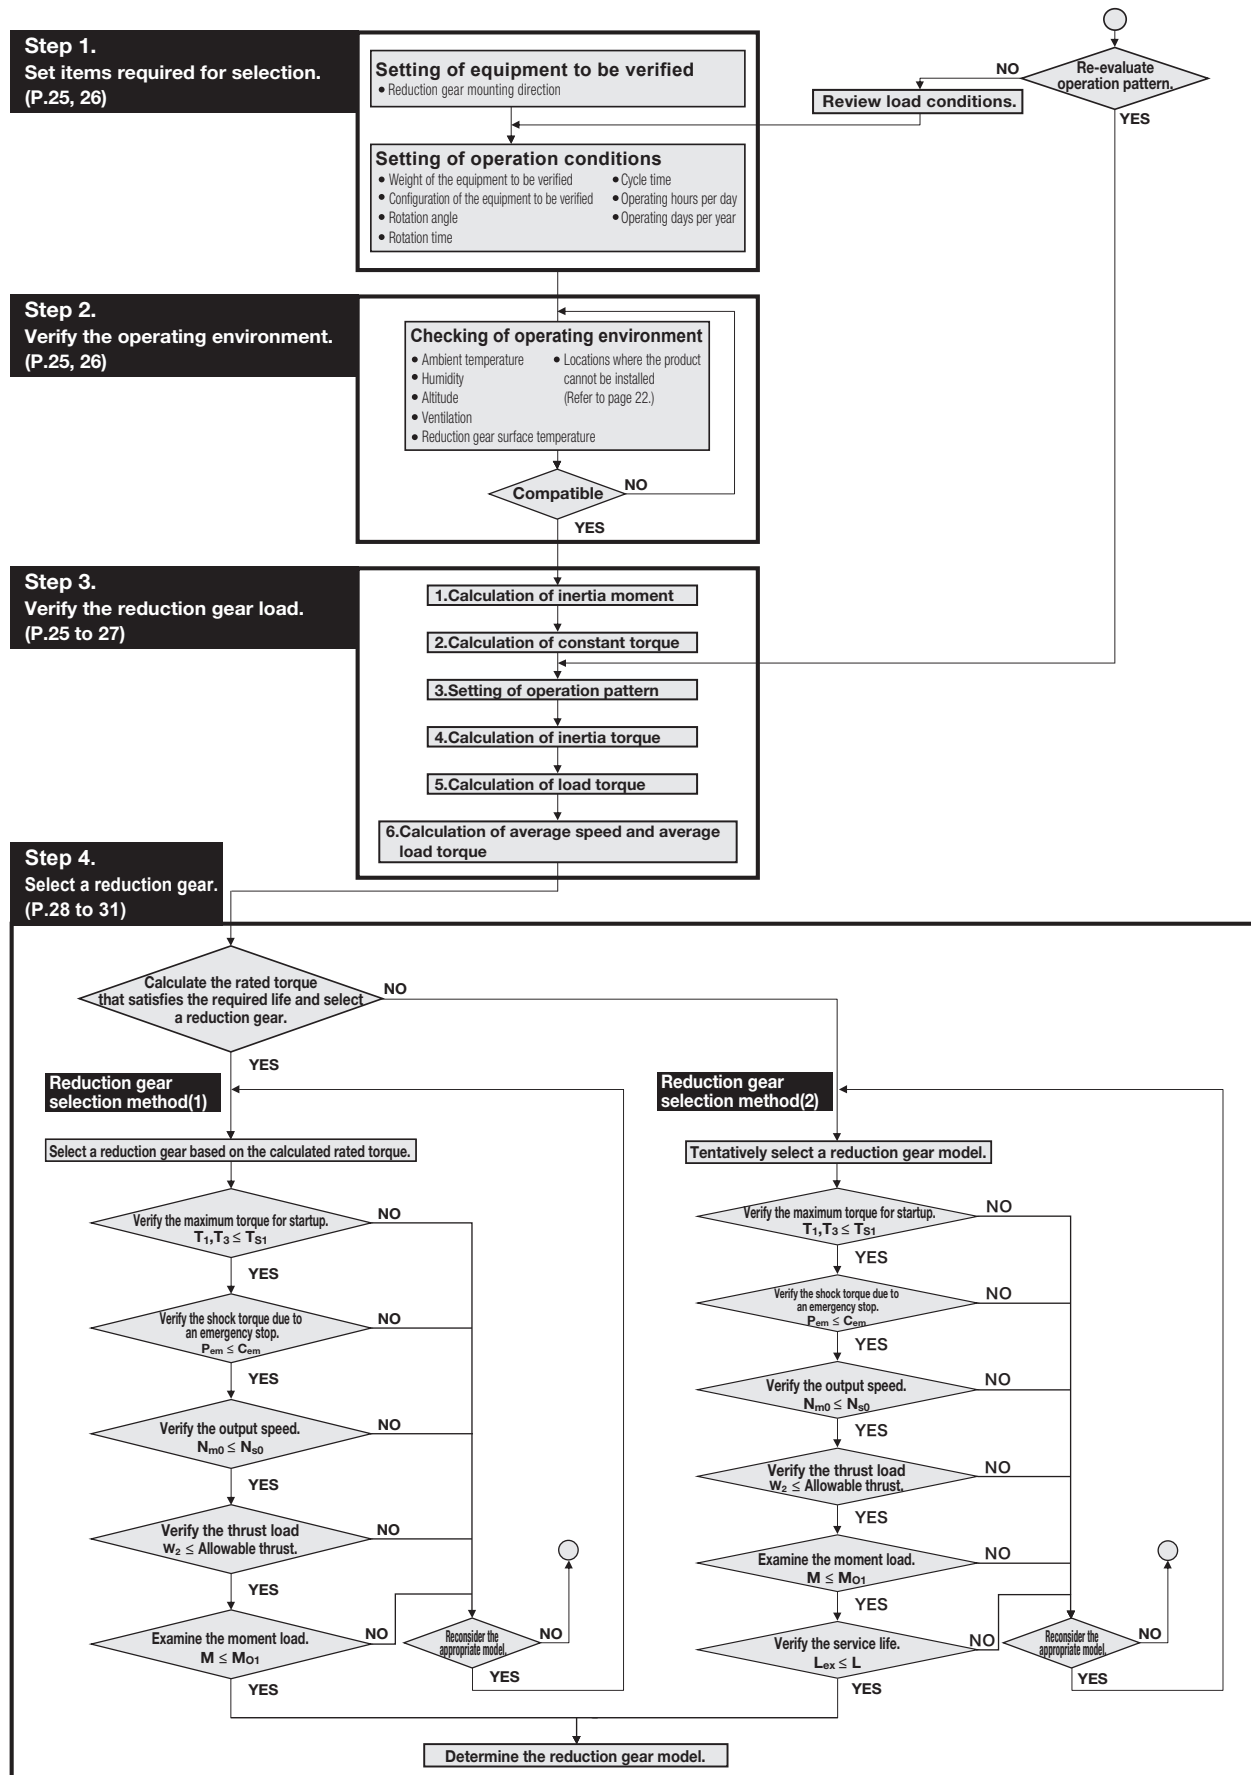 Step 1.
Set items required for selection.
(P.25, 26)
Setting of equipment to be verified
• Reduction gear mounting direction
Re-evaluate
operation pattern.
NO
YES
Review load conditions.
Setting of operation conditions
• Weight of the equipment to be verified
• Configuration of the equipment to be verified
• Rotation angle
• Rotation time
• Cycle time
• Operating hours per day
• Operating days per year
Step 2.
Verify the operating environment.
(P.25, 26)
Checking of operating environment
• Ambient temperature
• Humidity
• Altitude
• Ventilation
• Reduction gear surface temperature
• Locations where the product
cannot be installed
(Refer to page 22.)
Compatible
NO
YES
Step 3.
Verify the reduction gear load.
(P.25 to 27)
1.Calculation of inertia moment
2.Calculation of constant torque
3.Setting of operation pattern
4.Calculation of inertia torque
5.Calculation of load torque
6.Calculation of average speed and average
load torque
Step 4.
Select a reduction gear.
(P.28 to 31)
Calculate the rated torque
that satisfies the required life and select
a reduction gear.
NO
YES
Reduction gear
selection method(1)
Select a reduction gear based on the calculated rated torque.
Verify the maximum torque for startup.
T1,T3 ≤ TS1
NO
YES
Verify the shock torque due to
an emergency stop.
Pem ≤ Cem
NO
YES
Verify the output speed.
Nm0 ≤ Ns0
NO
YES
Verify the thrust load
W2 ≤ Allowable thrust.
NO
YES
Examine the moment load.
M ≤ MO1
NO
YES
Reconsider the
appropriate model.
NO
YES
Reduction gear
selection method(2)
Tentatively select a reduction gear model.
Verify the maximum torque for startup.
T1,T3 ≤ TS1
NO
YES
Verify the shock torque due to
an emergency stop.
Pem ≤ Cem
NO
YES
Verify the output speed.
Nm0 ≤ Ns0
NO
YES
Verify the thrust load
W2 ≤ Allowable thrust.
NO
YES
Examine the moment load.
M ≤ MO1
NO
YES
Verify the service life.
Lex ≤ L
NO
YES
Reconsider the
appropriate model.
NO
YES
Determine the reduction gear model.